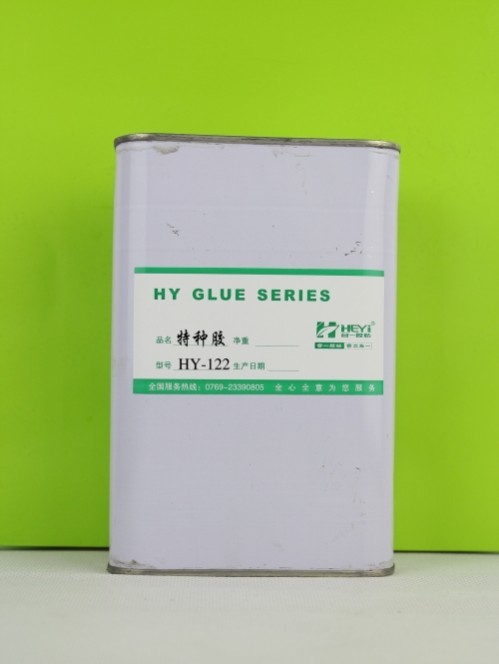 HY GLUE SERIES
品名 特种胶 净重
HEYi
型号 HY-122 生产日期
全国服务热线：0769-23390805 全心全意为您服务